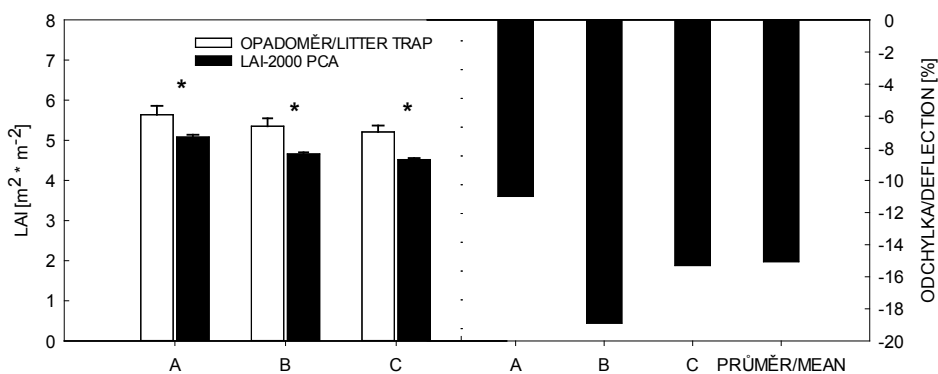 8
7
6
5
4
3
2
1
0
LAI [m² * m⁻²]
OPADOMĚR/LITTER TRAP
LAI-2000 PCA
*
*
*
A
B
C
A
B
C
PRŮMĚR/MEAN
0
-2
-4
-6
-8
-10
-12
-14
-16
-18
-20
ODCHYLKA/DEFLECTION [%]